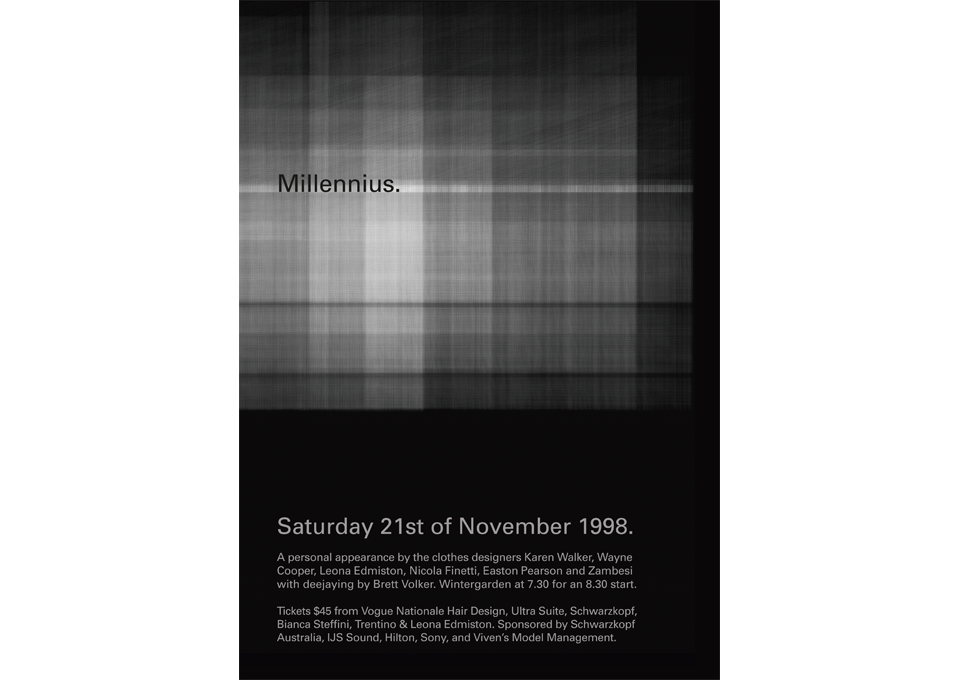 Millennius.
Saturday 21st of November 1998.
A personal appearance by the clothes designers Karen Walker, Wayne
Cooper, Leona Edmiston, Nicola Finetti, Easton Pearson and Zambesi
with deejaying by Brett Volker. Wintergarden at 7.30 for an 8.30 start.
Tickets $45 from Vogue Nationale Hair Design, Ultra Suite, Schwarzkopf,
Bianca Steffini, Trentino & Leona Edmiston. Sponsored by Schwarzkopf
Australia, IJS Sound, Hilton, Sony, and Viven's Model Management.